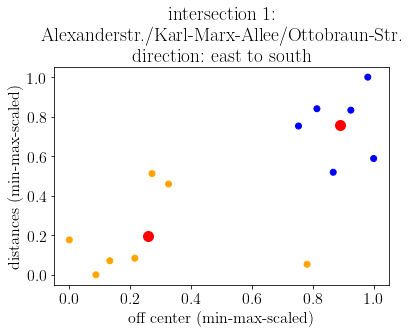 intersection 1:
Alexanderstr./Karl-Marx-Allee/Ottobraun-Str.
direction: east to south
distances (min-max-scaled)
1.0
0.8
0.6
0.4
0.2
0.0
0.0 0.2 0.4 0.6 0.8 1.0
off center (min-max-scaled)